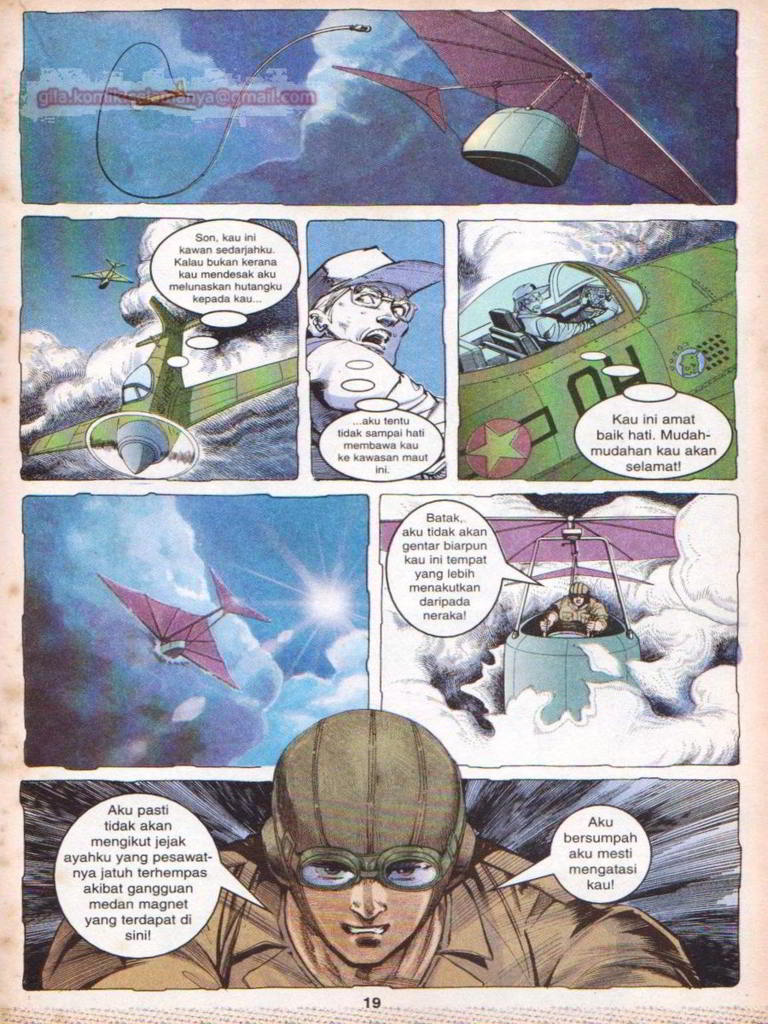 gila.komik.selamanya@gmail.com
Son, kau ini
kawan sedarjahku.
Kalau bukan kerana
kau mendesak aku
melunaskan hutangku
kepada kau...
...aku tentu
tidak sampai hati
membawa kau
ke kawasan maut
ini.
Kau ini amat
baik hati. Mudah-
mudahan kau akan
selamat!
Batak,
aku tidak akan
gentar biarpun
kau ini tempat
yang lebih
menakutkan
daripada
neraka!
Aku pasti
tidak akan
mengikut jejak
ayahku yang pesawat-
nya jatuh terhempas
akibat gangguan
medan magnet
yang terdapat di
sini!
Aku
bersumpah
aku mesti
mengatasi
kau!
19